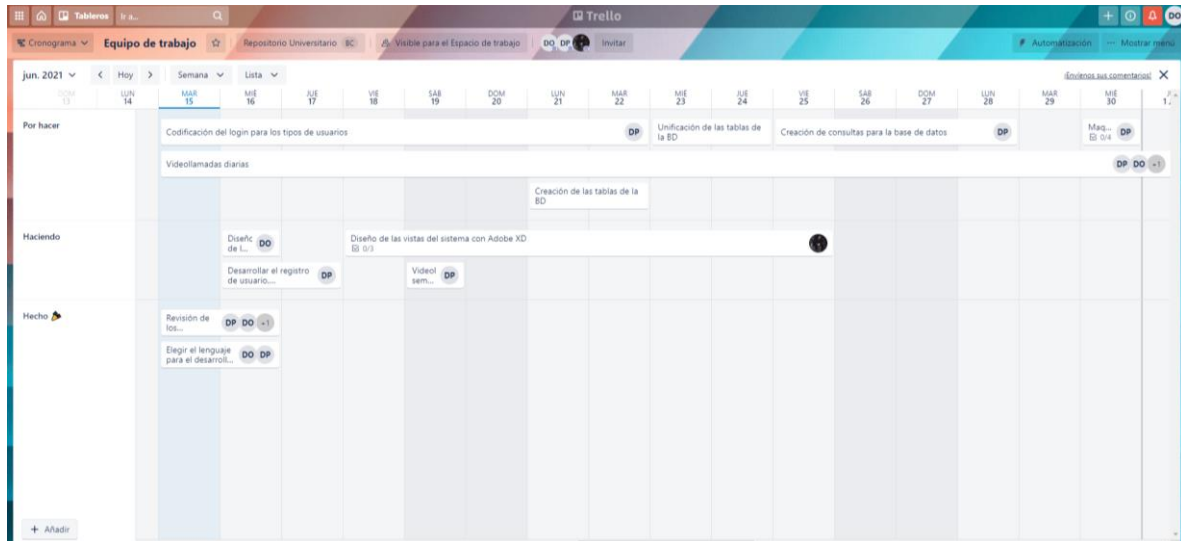 Tableros Ir a... Trello DO
Cronograma Equipo de trabajo Repositorio Universitario BC Visible para el Espacio de trabajo DO DP Invitar Automatización Mostrar menú
jun. 2021 Hoy Semana Lista ¡Envíenos sus comentarios!
DOM 13 LUN 14 MAR 15 MIÉ 16 JUE 17 VIE 18 SÁB 19 DOM 20 LUN 21 MAR 22 MIÉ 23 JUE 24 VIE 25 SÁB 26 DOM 27 LUN 28 MAR 29 MIÉ 30
Por hacer
Codificación del login para los tipos de usuarios DP
Unificación de las tablas de
la BD
Creación de consultas para la base de datos DP
Maq... DP
0/4
Videollamadas diarias DP DO +1
Creación de las tablas de la
BD
Haciendo
Diseñc DO
de l...
Diseño de las vistas del sistema con Adobe XD
0/3
Desarrollar el registro DP
de usuario....
Videol DP
sem...
Hecho
Revisión de DP DO +1
los...
Elegir el lenguaje DO DP
para el desarroll...
+ Añadir